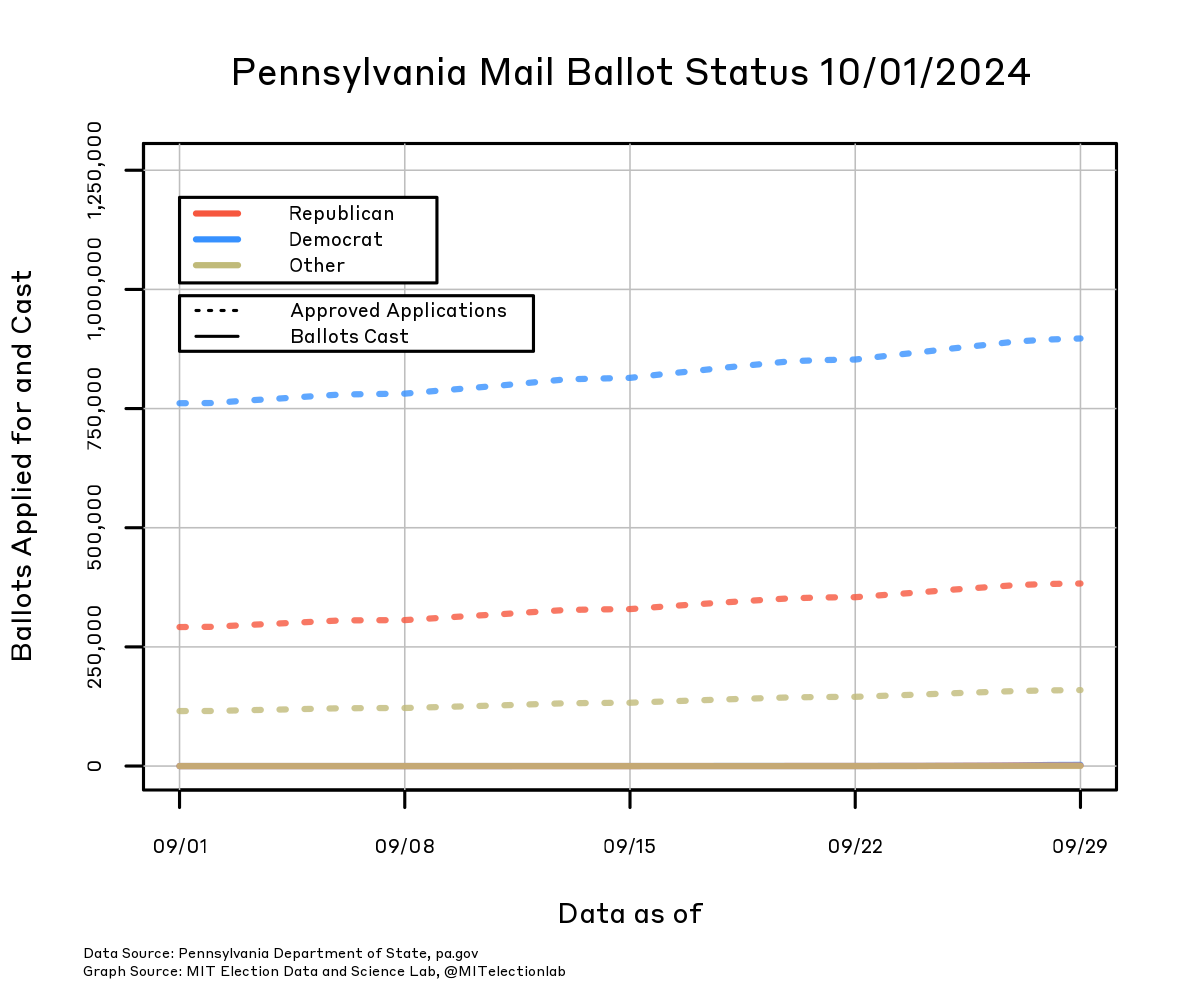 Pennsylvania Mail Ballot Status 10/01/2024
Ballots Applied for and Cast
1,250,000
1,000,000
750,000
500,000
250,000
0
Republican
Democrat
Other
Approved Applications
Ballots Cast
09/01 09/08 09/15 09/22 09/29
Data as of
Data Source: Pennsylvania Department of State, pa.gov
Graph Source: MIT Election Data and Science Lab, @MITelectionlab